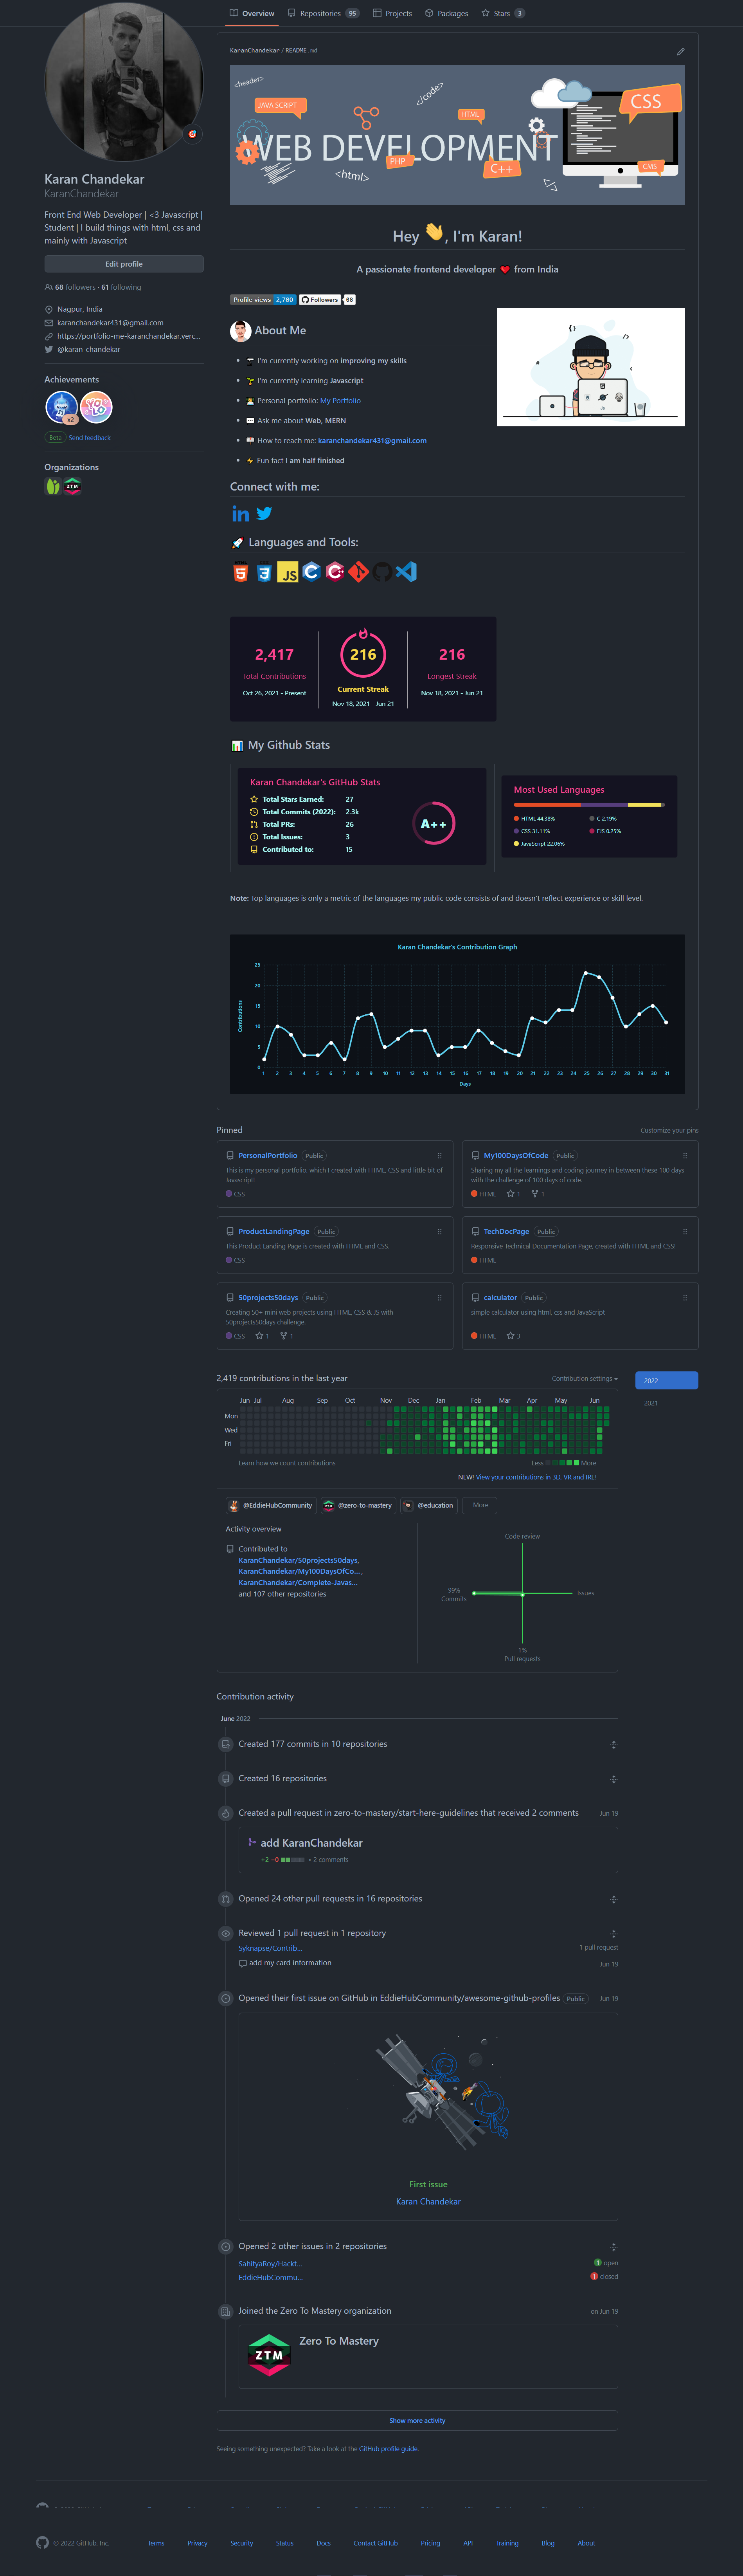 Overview
Repositories 95
Projects
Packages
Stars 3
Karan Chandekar
KaranChandekar
Front End Web Developer | <3 Javascript |
Student | I build things with html, css and
mainly with Javascript
Edit profile
68 followers · 61 following
Nagpur, India
karanchandekar431@gmail.com
https://portfolio-me-karanchandekar.verc...
@karan_chandekar
Achievements
x2
YOLO
Beta Send feedback
Organizations
ZTM
KaranChandekar / README.md
<header>
JAVA SCRIPT
</code>
HTML
CSS
WEB DEVELOPMENT
PHP
<html>
C++
CMS
</>
Hey 👋, I'm Karan!
A passionate frontend developer ❤️ from India
Profile views 2,780
Followers 68
About Me
I'm currently working on improving my skills
I'm currently learning Javascript
Personal portfolio: My Portfolio
Ask me about Web, MERN
How to reach me: karanchandekar431@gmail.com
Fun fact I am half finished
Connect with me:
in
🚀 Languages and Tools:
JS
2,417
Total Contributions
Oct 26, 2021 - Present
216
Current Streak
Nov 18, 2021 - Jun 21
216
Longest Streak
Nov 18, 2021 - Jun 21
📊 My Github Stats
Karan Chandekar's GitHub Stats
Total Stars Earned: 27
Total Commits (2022): 2.3k
Total PRs: 26
Total Issues: 3
Contributed to: 15
A++
Most Used Languages
HTML 44.38%
C 2.19%
CSS 31.11%
EJS 0.25%
JavaScript 22.06%
Note: Top languages is only a metric of the languages my public code consists of and doesn't reflect experience or skill level.
Karan Chandekar's Contribution Graph
Contributions
25
20
15
10
5
0
1 2 3 4 5 6 7 8 9 10 11 12 13 14 15 16 17 18 19 20 21 22 23 24 25 26 27 28 29 30 31
Days
Pinned
Customize your pins
PersonalPortfolio Public
This is my personal portfolio, which I created with HTML, CSS and little bit of
Javascript!
CSS
My100DaysOfCode Public
Sharing my all the learnings and coding journey in between these 100 days
with the challenge of 100 days of code.
HTML 1 1
ProductLandingPage Public
This Product Landing Page is created with HTML and CSS.
CSS
TechDocPage Public
Responsive Technical Documentation Page, created with HTML and CSS!
HTML
50projects50days Public
Creating 50+ mini web projects using HTML, CSS & JS with
50projects50days challenge.
CSS 1 1
calculator Public
simple calculator using html, css and JavaScript
HTML 3
2,419 contributions in the last year
Contribution settings
2022
2021
Jun Jul Aug Sep Oct Nov Dec Jan Feb Mar Apr May Jun
Mon
Wed
Fri
Learn how we count contributions
Less More
NEW! View your contributions in 3D, VR and IRL!
@EddieHubCommunity
@zero-to-mastery
@education
More
Activity overview
Contributed to
KaranChandekar/50projects50days,
KaranChandekar/My100DaysOfCo... ,
KaranChandekar/Complete-Javas...
and 107 other repositories
Code review
99%
Commits
Issues
1%
Pull requests
Contribution activity
June 2022
Created 177 commits in 10 repositories
Created 16 repositories
Created a pull request in zero-to-mastery/start-here-guidelines that received 2 comments
Jun 19
add KaranChandekar
+2 −0 • 2 comments
Opened 24 other pull requests in 16 repositories
Reviewed 1 pull request in 1 repository
Syknapse/Contrib...
1 pull request
add my card information
Jun 19
Opened their first issue on GitHub in EddieHubCommunity/awesome-github-profiles Public
Jun 19
First issue
Karan Chandekar
Opened 2 other issues in 2 repositories
SahityaRoy/Hackt...
1 open
EddieHubCommu...
1 closed
Joined the Zero To Mastery organization
on Jun 19
ZTM
Zero To Mastery
Show more activity
Seeing something unexpected? Take a look at the GitHub profile guide.
© 2022 GitHub, Inc.
Terms
Privacy
Security
Status
Docs
Contact GitHub
Pricing
API
Training
Blog
About